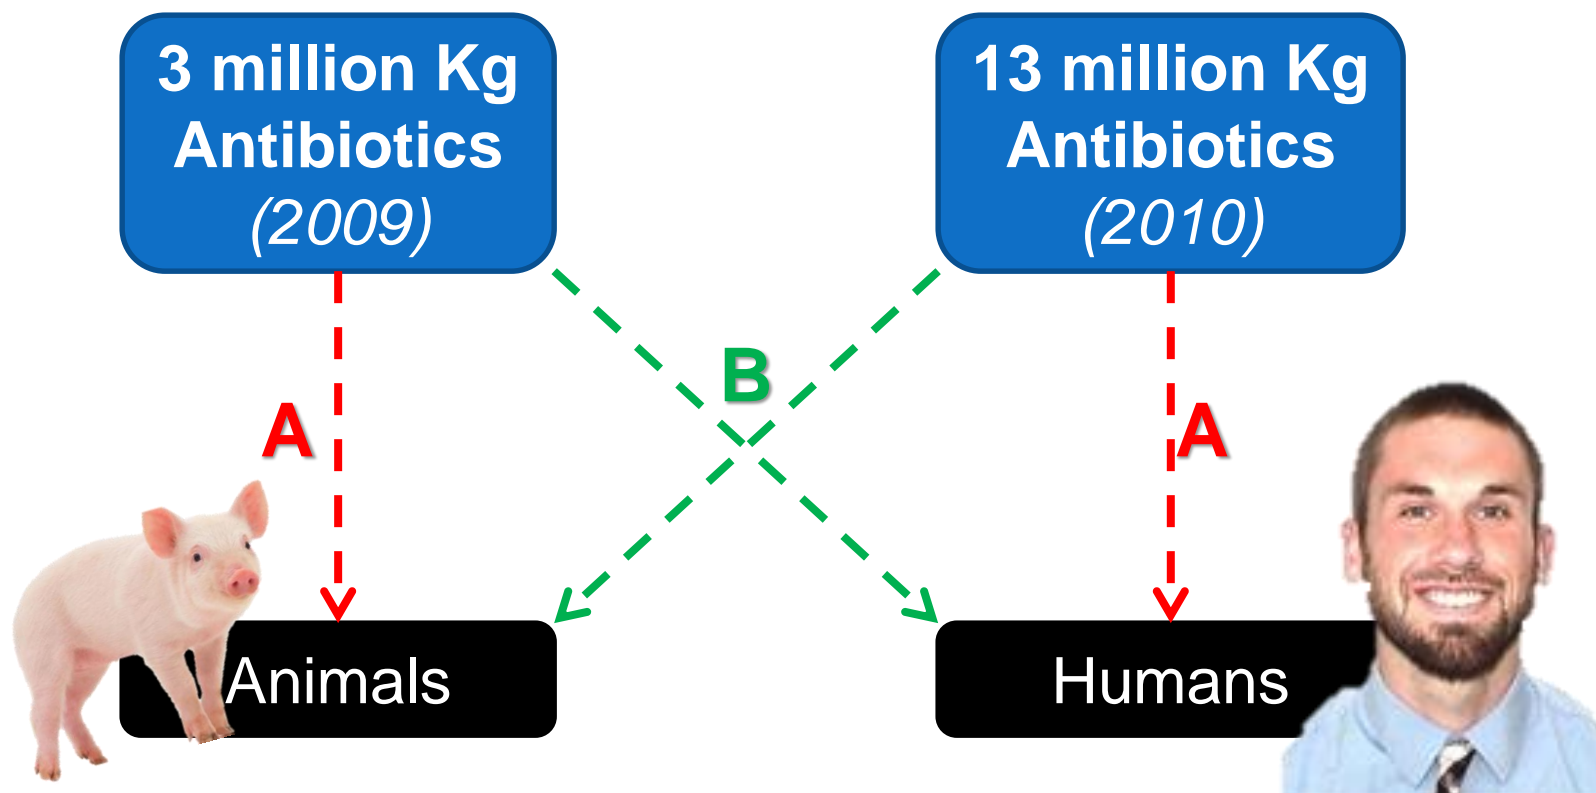 3 million Kg
Antibiotics
(2009)
13 million Kg
Antibiotics
(2010)
B
A
A
Animals
Humans